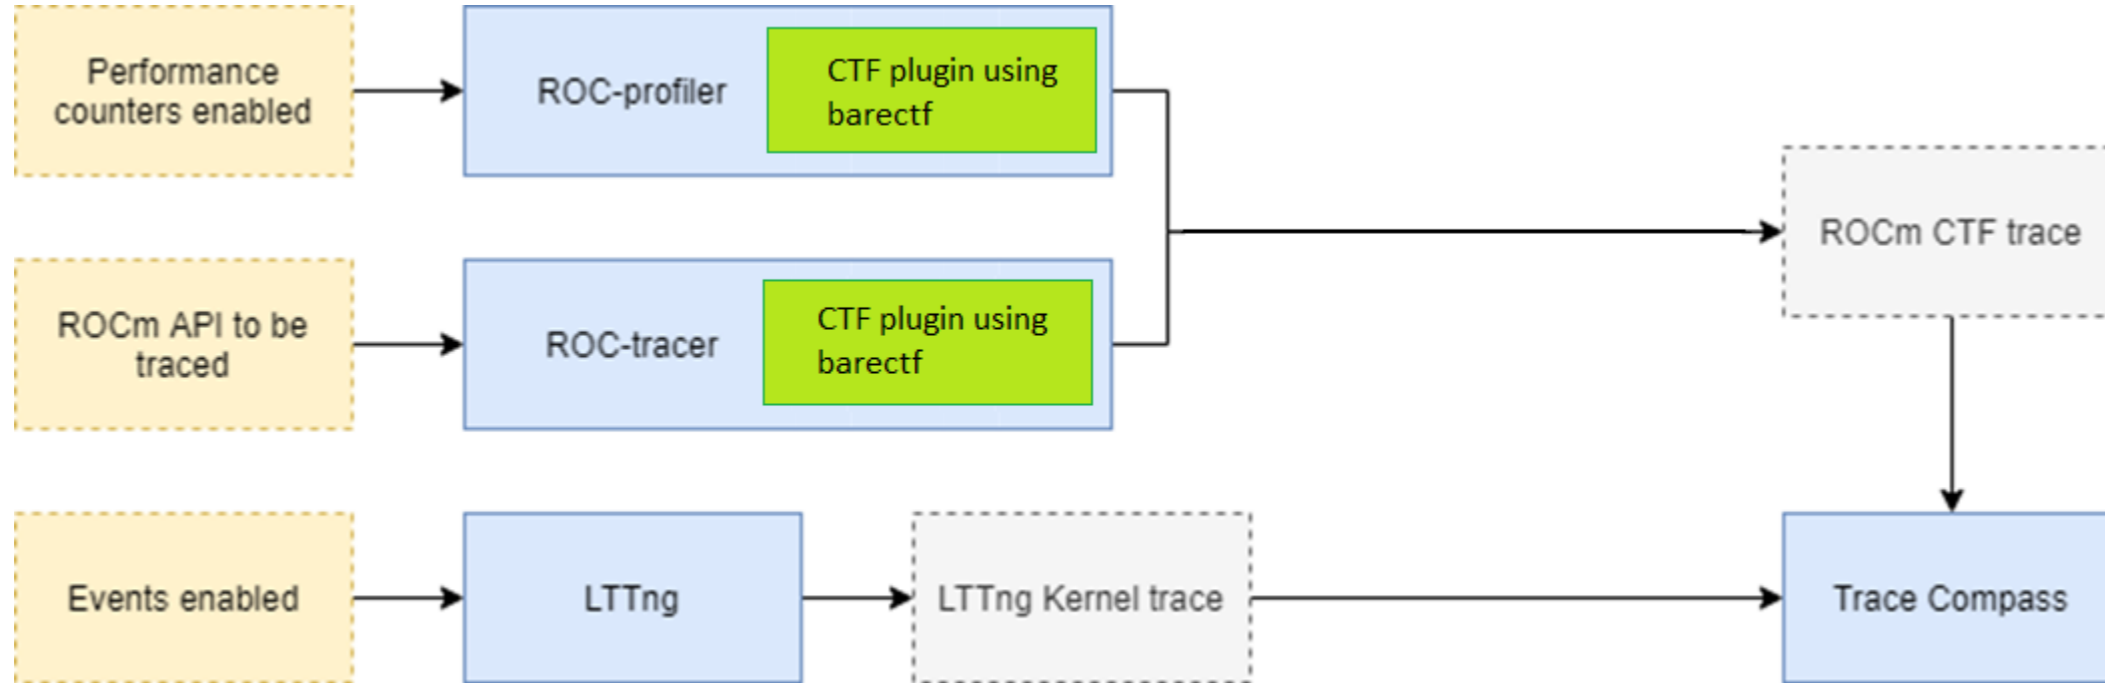 Performance
counters enabled
ROC-profiler
CTF plugin using
barectf
ROCm API to be
traced
ROC-tracer
CTF plugin using
barectf
ROCm CTF trace
Events enabled
LTTng
LTTng Kernel trace
Trace Compass